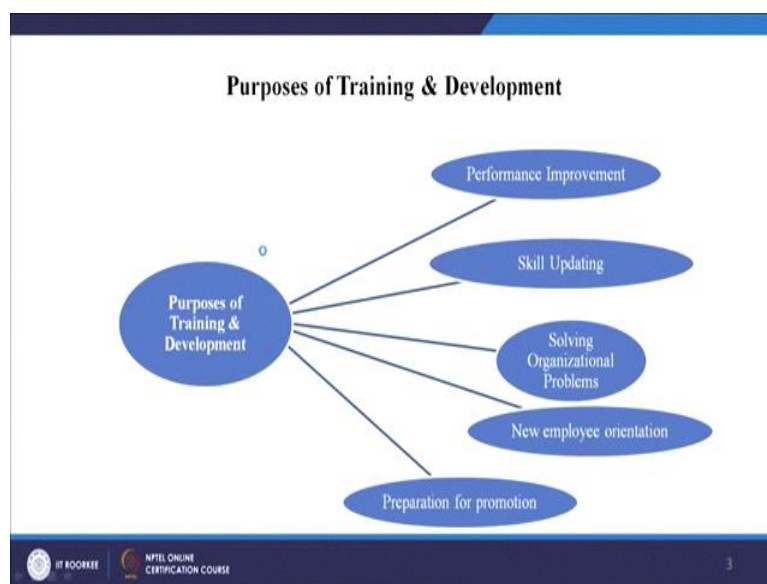 Purposes of Training & Development
Performance Improvement
Skill Updating
Purposes of
Training &
Development
Solving
Organizational
Problems
New employee orientation
Preparation for promotion
IIT ROORKEE
NPTEL ONLINE
CERTIFICATION COURSE
3